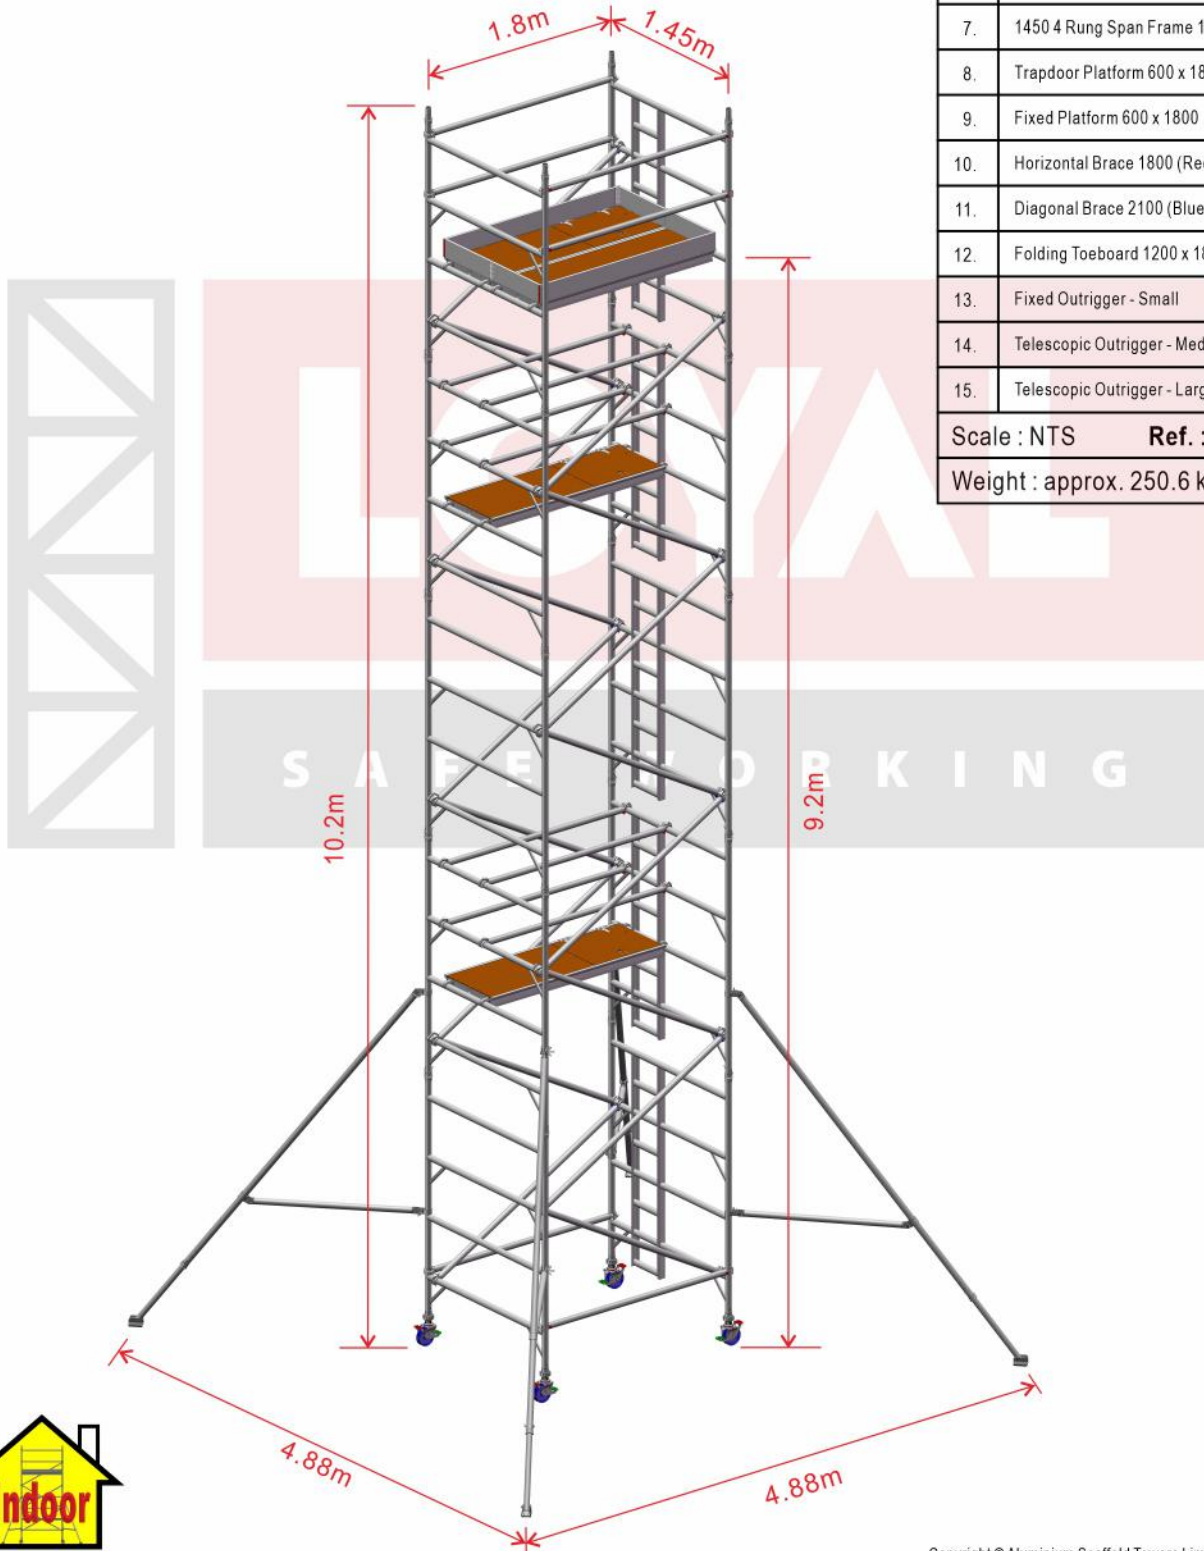 1.8m
1.45m
7. 1450 4 Rung Span Frame 1
8. Trapdoor Platform 600 x 18
9. Fixed Platform 600 x 1800
10. Horizontal Brace 1800 (Re
11. Diagonal Brace 2100 (Blue
12. Folding Toeboard 1200 x 18
13. Fixed Outrigger - Small
14. Telescopic Outrigger - Med
15. Telescopic Outrigger - Larg
Scale : NTS Ref. :
Weight : approx. 250.6 k
LOYAL
SAFE WORKING
10.2m
9.2m
4.88m
4.88m
ndoor